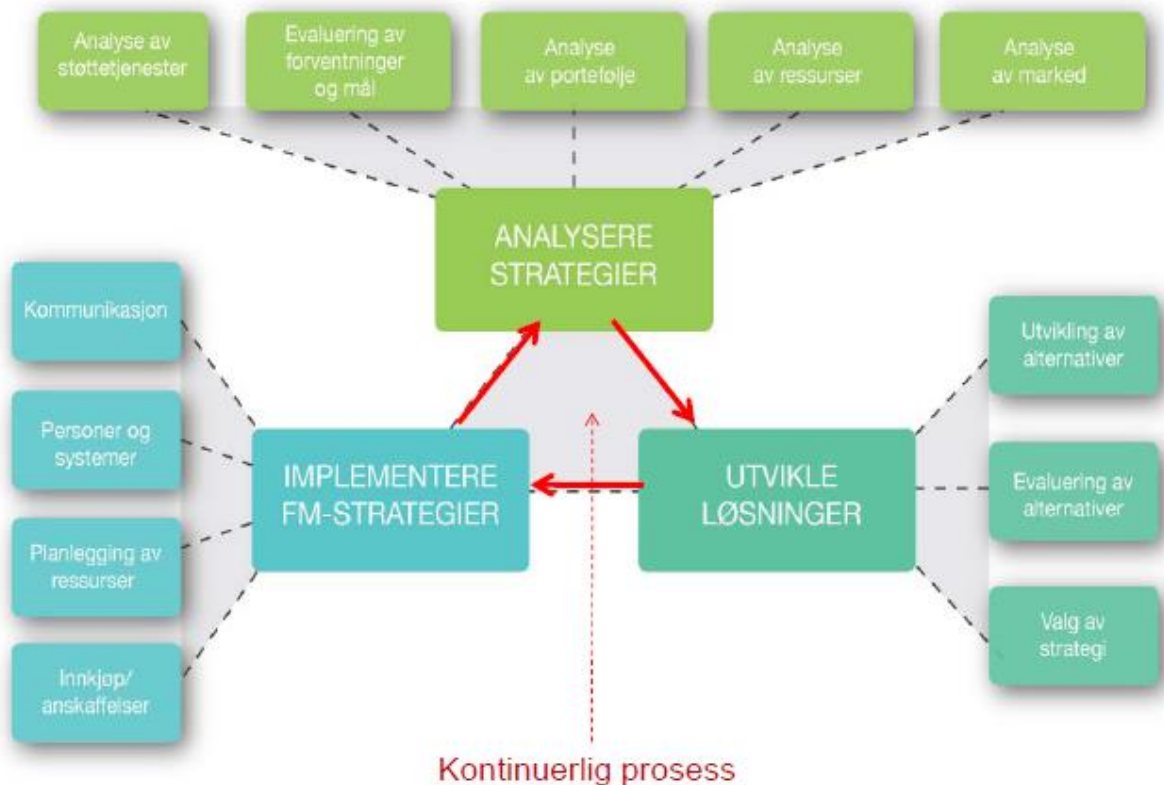 Analyse av
støttetjenester
Evaluering av
forventninger
og mål
Analyse
av portefølje
Analyse
av ressurser
Analyse
av marked
ANALYSERE
STRATEGIER
Kommunikasjon
Personer og
systemer
Planlegging av
ressurser
Innkjøp/
anskaffelser
IMPLEMENTERE
FM-STRATEGIER
UTVIKLE
LØSNINGER
Utvikling av
alternativer
Evaluering av
alternativer
Valg av
strategi
Kontinuerlig prosess